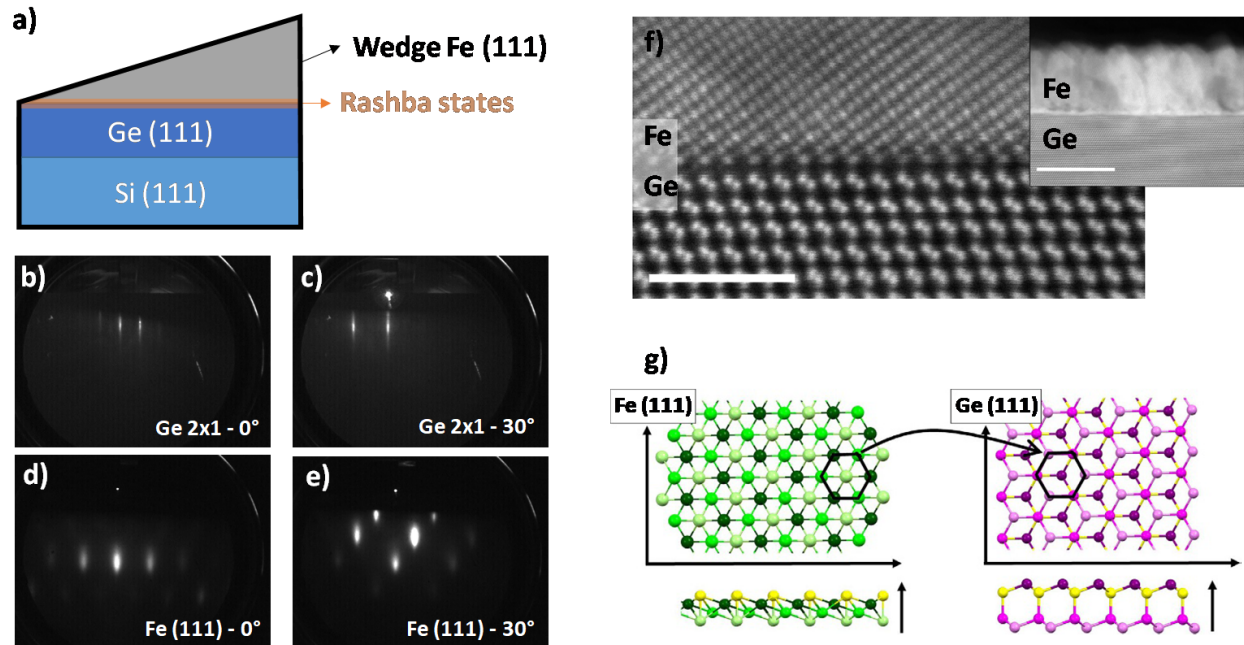 a)
Wedge Fe (111)
Rashba states
Ge (111)
Si (111)
b)
Ge 2x1 - 0°
c)
Ge 2x1 - 30°
d)
Fe (111) - 0°
e)
Fe (111) - 30°
f)
Fe
Ge
Fe
Ge
g)
Fe (111)
Ge (111)